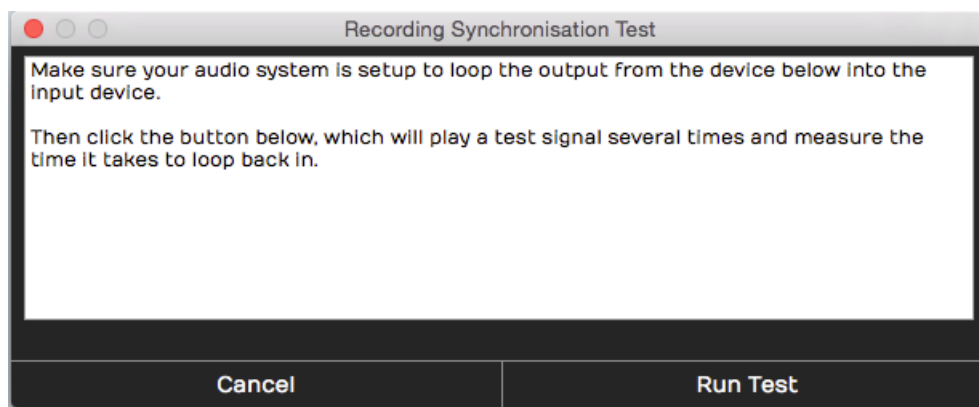 Recording Synchronisation Test
Make sure your audio system is setup to loop the output from the device below into the
input device.
Then click the button below, which will play a test signal several times and measure the
time it takes to loop back in.
Cancel
Run Test